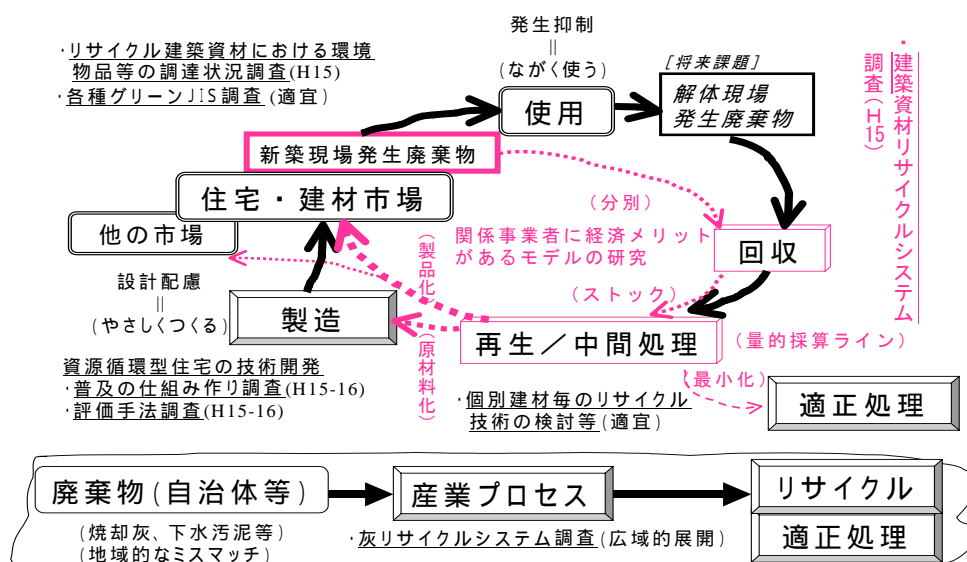 発生抑制
||
(ながく使う)
・リサイクル建築資材における環境
物品等の調達状況調査(H15)
・各種グリーンJIS調査(適宜)
使用
[将来課題]
解体現場
発生廃棄物
・建築資材リサイクルシステム
調査(H15)
新築現場発生廃棄物
住宅・建材市場
他の市場
(分別)
関係事業者に経済メリット
があるモデルの研究
回収
(製品化)
設計配慮
||
(やさしくつくる)
製造
(ストック)
再生／中間処理
(量的採算ライン)
(原材料化)
(最小化)
適正処理
資源循環型住宅の技術開発
・普及の仕組み作り調査(H15-16)
・評価手法調査(H15-16)
・個別建材毎のリサイクル
技術の検討等(適宜)
廃棄物(自治体等)
産業プロセス
リサイクル
適正処理
(焼却灰、下水汚泥等)
(地域的なミスマッチ)
・灰リサイクルシステム調査(広域的展開)